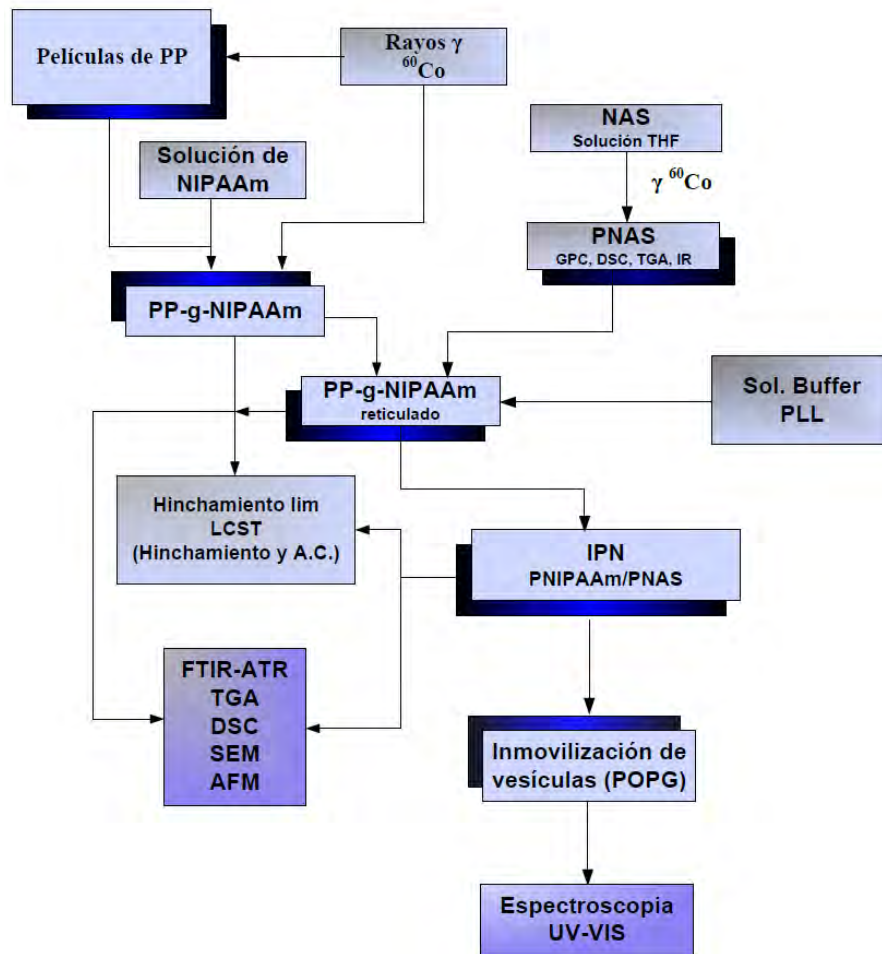 Películas de PP
Rayos γ
⁶⁰Co
NAS
Solución THF
Solución de
NIPAAm
γ ⁶⁰Co
PNAS
GPC, DSC, TGA, IR
PP-g-NIPAAm
PP-g-NIPAAm
reticulado
Sol. Buffer
PLL
Hinchamiento lim
LCST
(Hinchamiento y A.C.)
IPN
PNIPAAm/PNAS
FTIR-ATR
TGA
DSC
SEM
AFM
Inmovilización de
vesículas (POPG)
Espectroscopia
UV-VIS